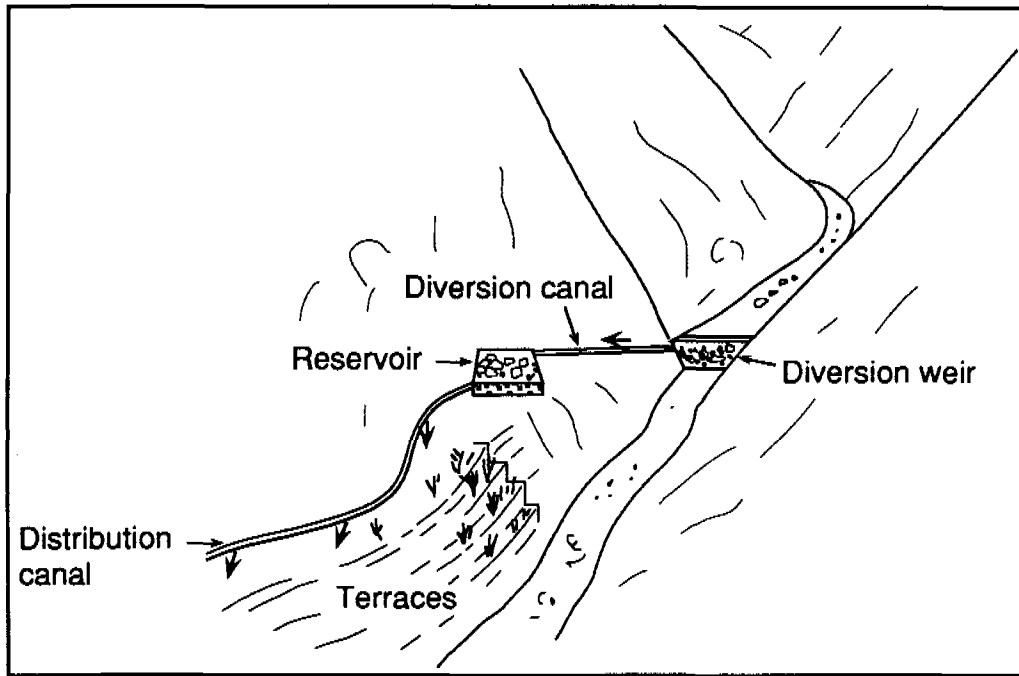 Diversion canal
Reservoir
Diversion weir
Distribution
canal
Terraces